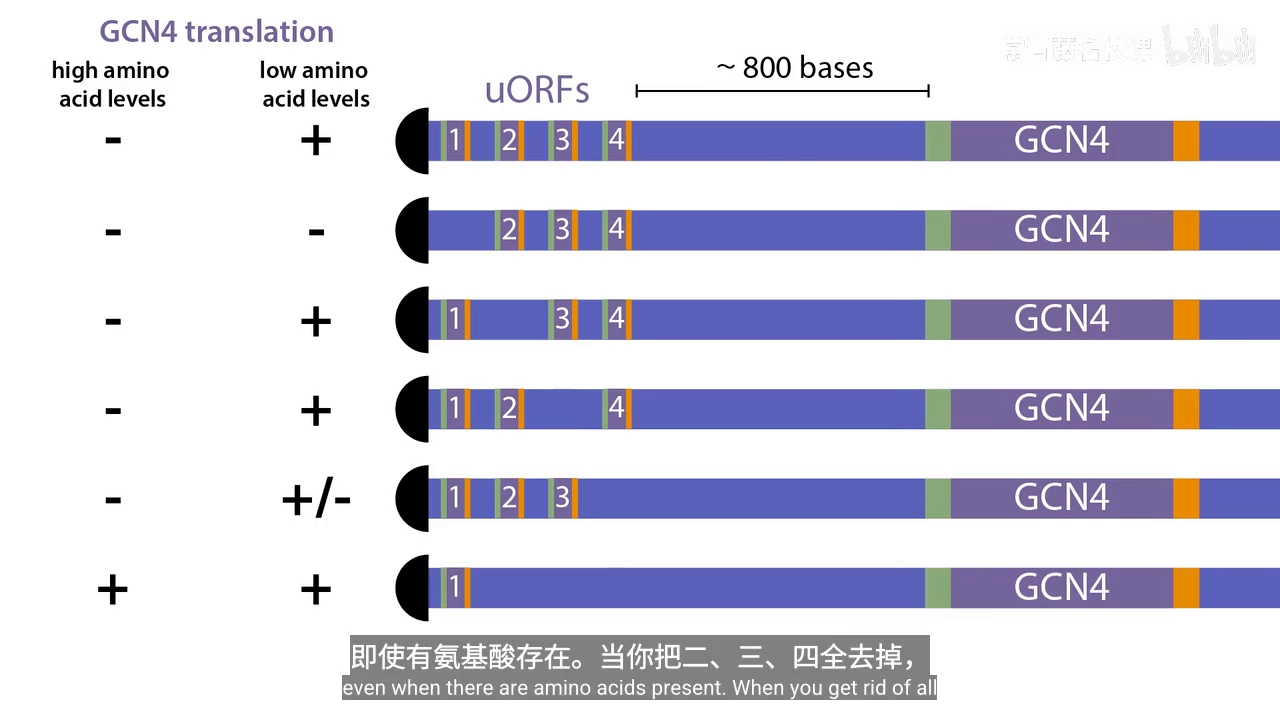 GCN4 translation
high amino acid levels
low amino acid levels
uORFs
~ 800 bases
- + 1 2 3 4 GCN4
- - 2 3 4 GCN4
- + 1 3 4 GCN4
- + 1 2 4 GCN4
- +/- 1 2 3 GCN4
+ + 1 GCN4
即使有氨基酸存在。当你把二、三、四全去掉，
even when there are amino acids present. When you get rid of all